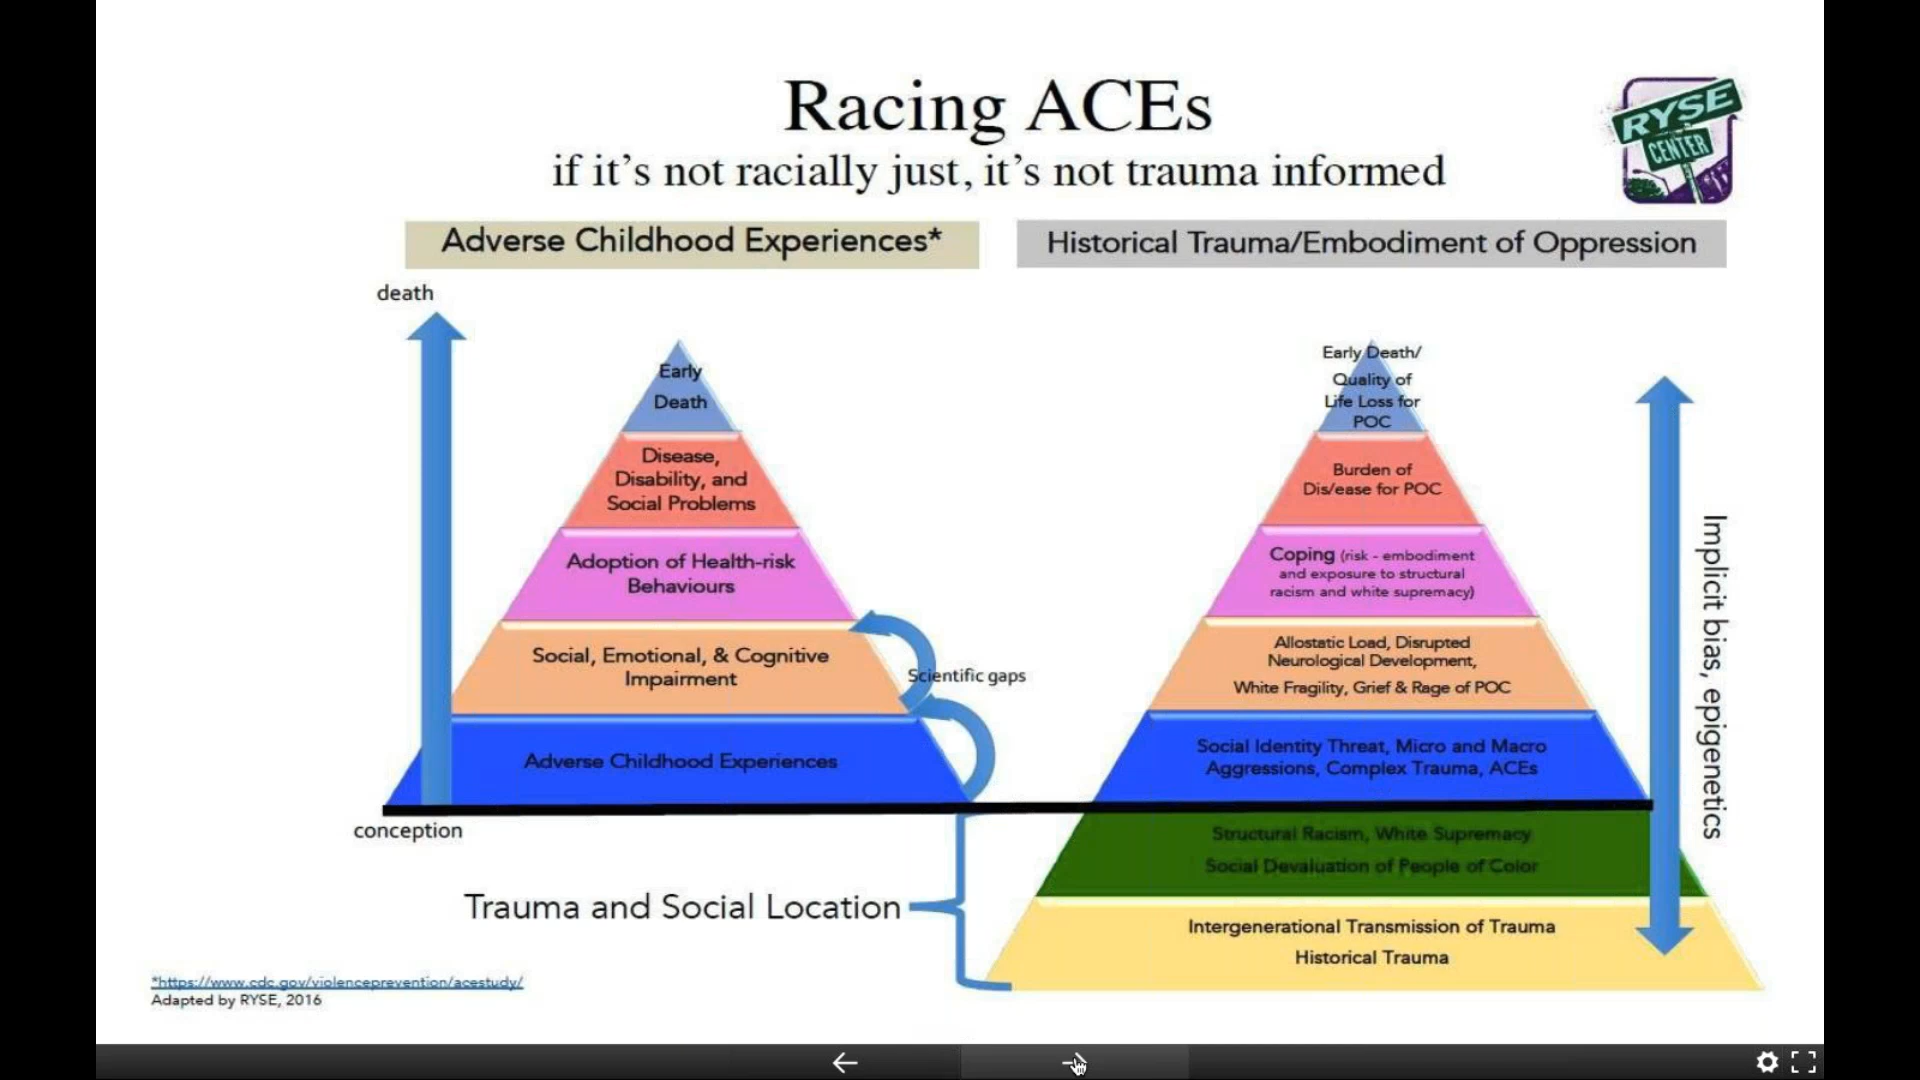 Racing ACEs
if it's not racially just, it's not trauma informed
RYSE
CENTER
Adverse Childhood Experiences*
Historical Trauma/Embodiment of Oppression
death
Early
Death
Disease,
Disability, and
Social Problems
Adoption of Health-risk
Behaviours
Social, Emotional, & Cognitive
Impairment
Scientific gaps
Adverse Childhood Experiences
conception
Early Death/
Quality of
Life Loss for
POC
Burden of
Dis/ease for POC
Coping (risk - embodiment
and exposure to structural
racism and white supremacy)
Allostatic Load, Disrupted
Neurological Development,
White Fragility, Grief & Rage of POC
Social Identity Threat, Micro and Macro
Aggressions, Complex Trauma, ACEs
Structural Racism, White Supremacy
Social Devaluation of People of Color
Intergenerational Transmission of Trauma
Historical Trauma
Implicit bias, epigenetics
Trauma and Social Location
*https://www.cdc.gov/violenceprevention/acestudy/
Adapted by RYSE, 2016